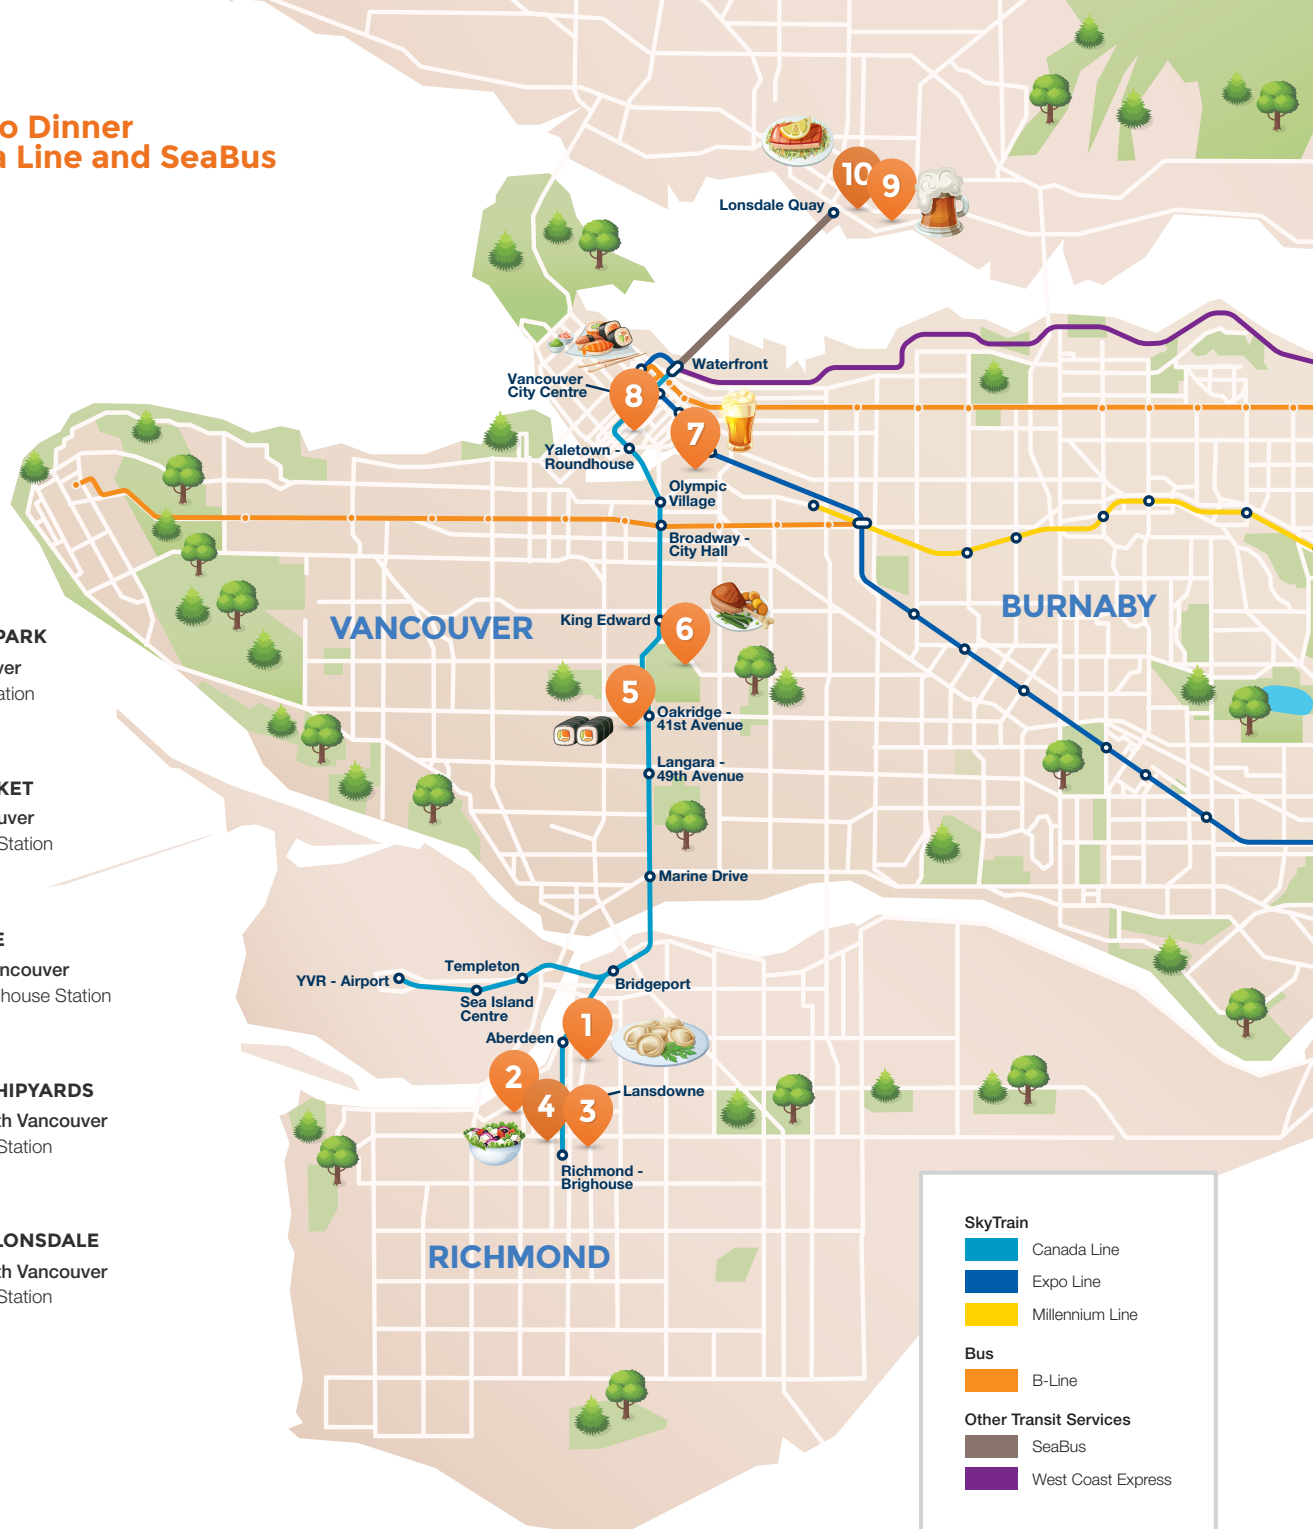 o Dinner
a Line and SeaBus
10
9
Lonsdale Quay
Waterfront
Vancouver
City Centre
8
7
Yaletown -
Roundhouse
Olympic
Village
Broadway -
City Hall
VANCOUVER
BURNABY
King Edward
6
5
Oakridge -
41st Avenue
Langara -
49th Avenue
Marine Drive
PARK
ver
ation
KET
uver
Station
E
ncouver
house Station
HIPYARDS
th Vancouver
Station
LONSDALE
th Vancouver
Station
YVR - Airport
Templeton
Sea Island
Centre
Bridgeport
Aberdeen
1
2
4
3
Lansdowne
Richmond -
Brighouse
RICHMOND
SkyTrain
Canada Line
Expo Line
Millennium Line
Bus
B-Line
Other Transit Services
SeaBus
West Coast Express